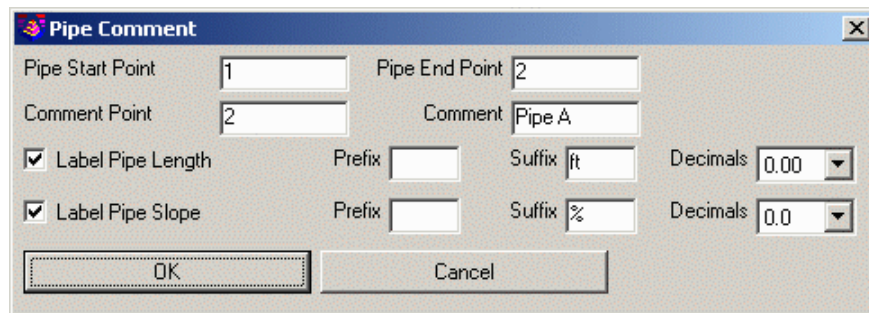 Pipe Comment
Pipe Start Point 1 Pipe End Point 2
Comment Point 2 Comment Pipe A
Label Pipe Length Prefix Suffix ft Decimals 0.00
Label Pipe Slope Prefix Suffix % Decimals 0.0
OK Cancel